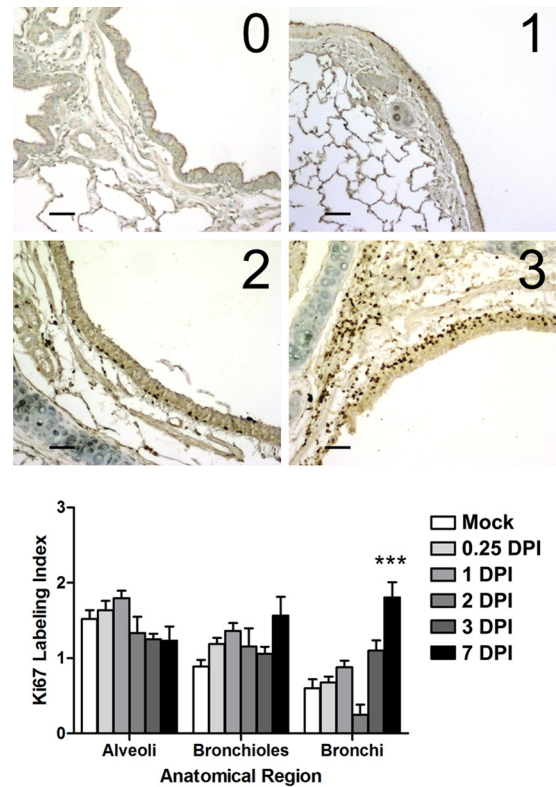 0
1
2
3
3
2
1
0
Ki67 Labeling Index
***
Alveoli
Bronchioles
Bronchi
Anatomical Region
Mock
0.25 DPI
1 DPI
2 DPI
3 DPI
7 DPI